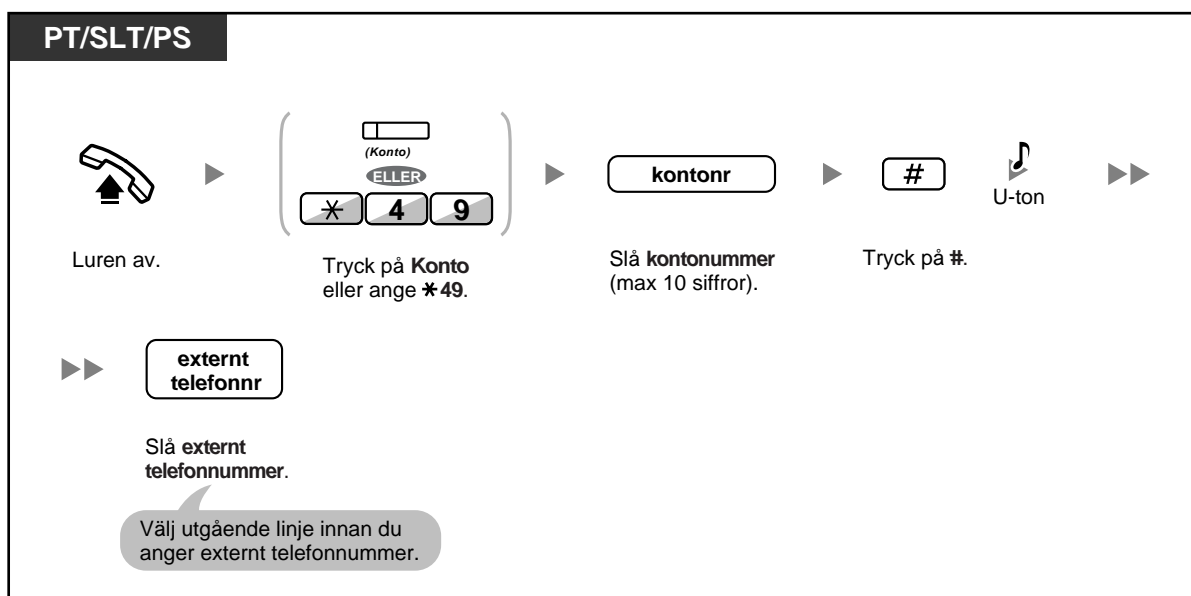 PT/SLT/PS
(Konto)
ELLER
* 4 9
kontonr
#
U-ton
Luren av.
Tryck på Konto
eller ange *49.
Slå kontonummer
(max 10 siffror).
Tryck på #.
externt
telefonnr
Slå externt
telefonnummer.
Välj utgående linje innan du
anger externt telefonnummer.